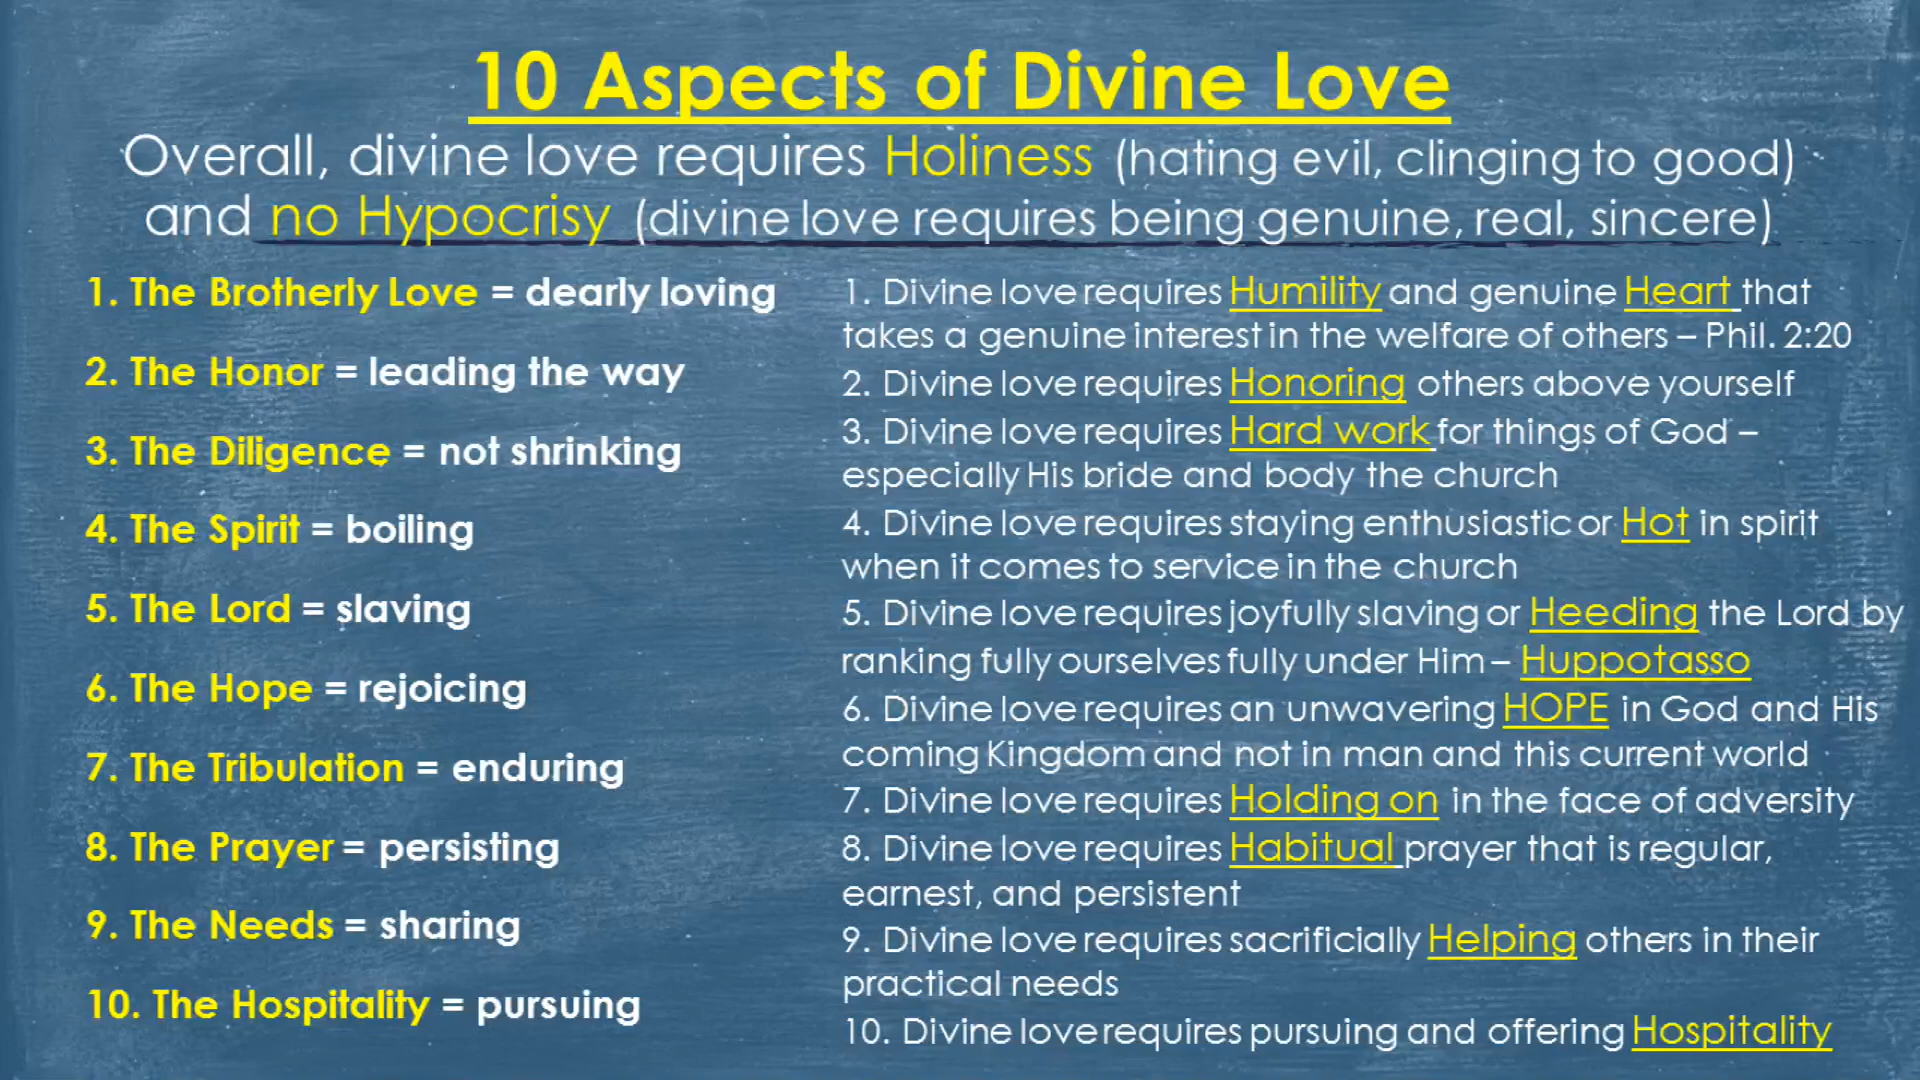 10 Aspects of Divine Love
Overall, divine love requires Holiness (hating evil, clinging to good)
and no Hypocrisy (divine love requires being genuine, real, sincere)
1. The Brotherly Love = dearly loving
2. The Honor = leading the way
3. The Diligence = not shrinking
4. The Spirit = boiling
5. The Lord = slaving
6. The Hope = rejoicing
7. The Tribulation = enduring
8. The Prayer = persisting
9. The Needs = sharing
10. The Hospitality = pursuing
1. Divine love requires Humility and genuine Heart that
takes a genuine interest in the welfare of others – Phil. 2:20
2. Divine love requires Honoring others above yourself
3. Divine love requires Hard work for things of God –
especially His bride and body the church
4. Divine love requires staying enthusiastic or Hot in spirit
when it comes to service in the church
5. Divine love requires joyfully slaving or Heeding the Lord by
ranking fully ourselves fully under Him – Huppotasso
6. Divine love requires an unwavering HOPE in God and His
coming Kingdom and not in man and this current world
7. Divine love requires Holding on in the face of adversity
8. Divine love requires Habitual prayer that is regular,
earnest, and persistent
9. Divine love requires sacrificially Helping others in their
practical needs
10. Divine love requires pursuing and offering Hospitality